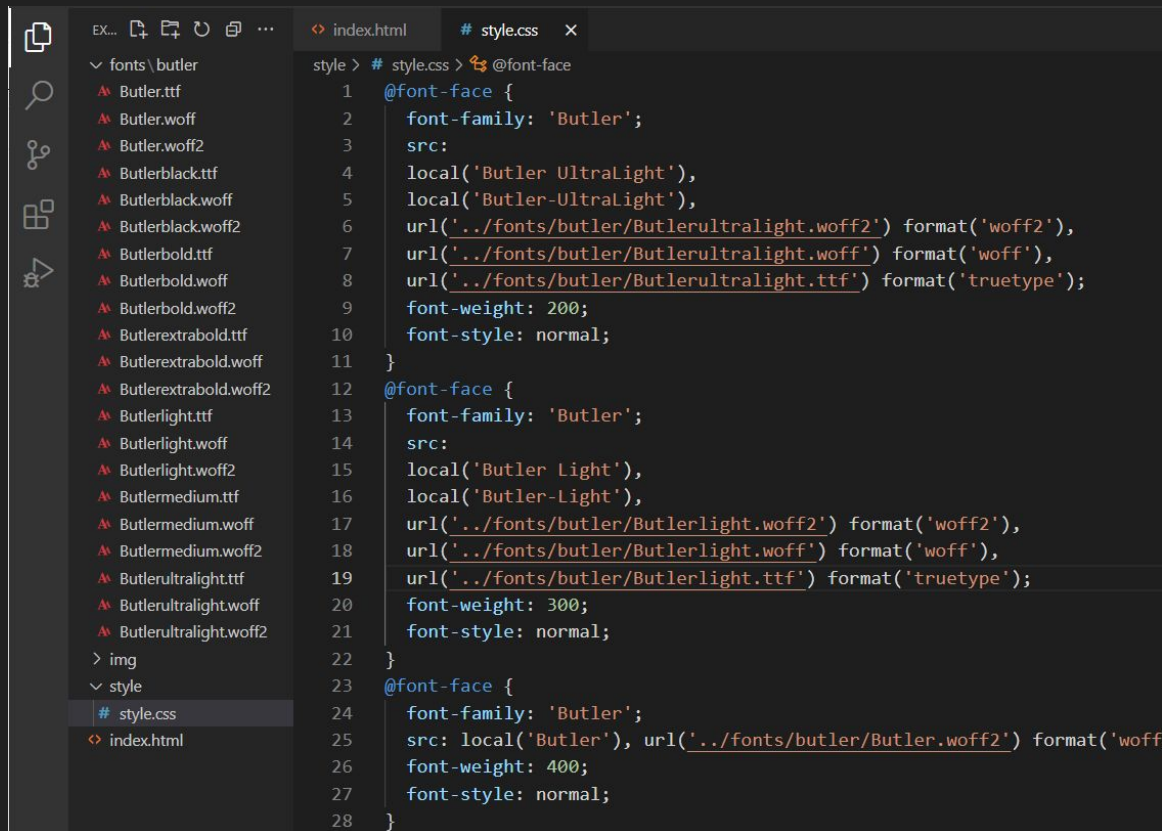 EX... ...
index.html
# style.css ×
fonts\butler
Butler.ttf
Butler.woff
Butler.woff2
Butlerblack.ttf
Butlerblack.woff
Butlerblack.woff2
Butlerbold.ttf
Butlerbold.woff
Butlerbold.woff2
Butlerextrabold.ttf
Butlerextrabold.woff
Butlerextrabold.woff2
Butlerlight.ttf
Butlerlight.woff
Butlerlight.woff2
Butlermedium.ttf
Butlermedium.woff
Butlermedium.woff2
Butlerultralight.ttf
Butlerultralight.woff
Butlerultralight.woff2
img
style
# style.css
index.html
style > # style.css > @font-face
1 @font-face {
2 font-family: 'Butler';
3 src:
4 local('Butler UltraLight'),
5 local('Butler-UltraLight'),
6 url('../fonts/butler/Butlerultralight.woff2') format('woff2'),
7 url('../fonts/butler/Butlerultralight.woff') format('woff'),
8 url('../fonts/butler/Butlerultralight.ttf') format('truetype');
9 font-weight: 200;
10 font-style: normal;
11 }
12 @font-face {
13 font-family: 'Butler';
14 src:
15 local('Butler Light'),
16 local('Butler-Light'),
17 url('../fonts/butler/Butlerlight.woff2') format('woff2'),
18 url('../fonts/butler/Butlerlight.woff') format('woff'),
19 url('../fonts/butler/Butlerlight.ttf') format('truetype');
20 font-weight: 300;
21 font-style: normal;
22 }
23 @font-face {
24 font-family: 'Butler';
25 src: local('Butler'), url('../fonts/butler/Butler.woff2') format('woff
26 font-weight: 400;
27 font-style: normal;
28 }